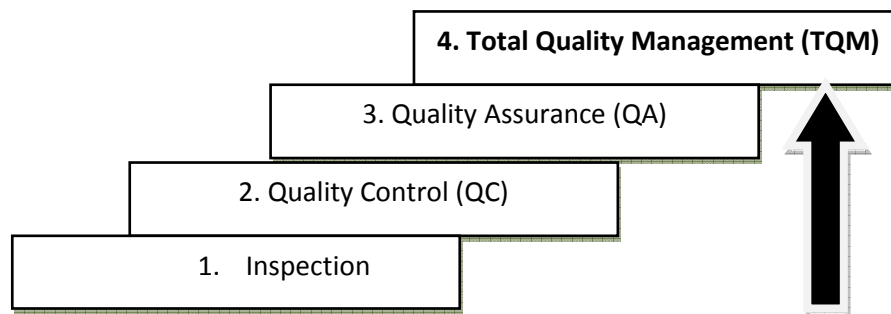 4. Total Quality Management (TQM)
3. Quality Assurance (QA)
2. Quality Control (QC)
1. Inspection